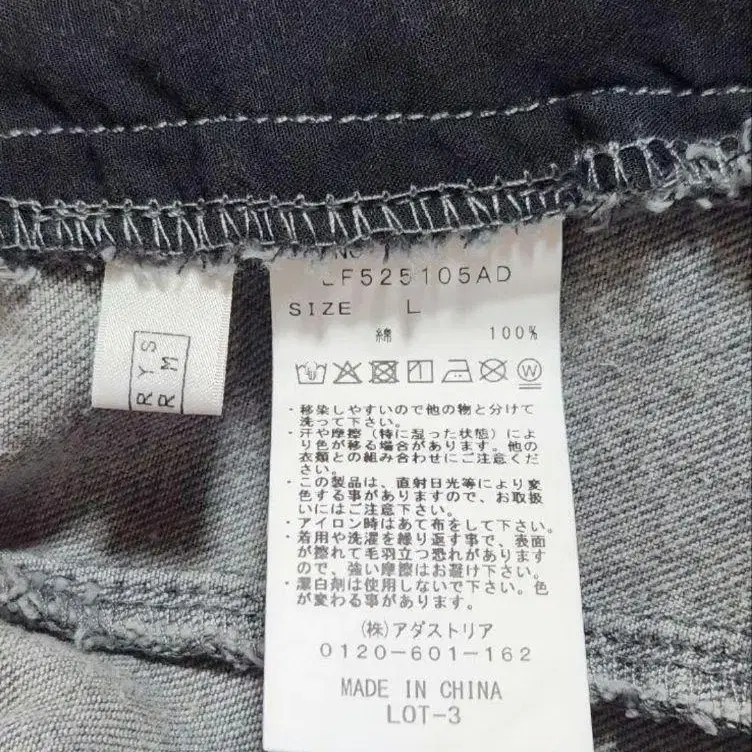 NO
LF525105AD
SIZE L
綿 100%
W
・移染しやすいので他の物と分けて
洗って下さい。
・汗や摩擦（特に湿った状態）によ
り色が移る場合があります。他の
衣類との組み合わせにご注意くだ
さい。
・この製品は、直射日光等により変
色する事がありますので、お取扱
いにはご注意下さい。
・アイロン時はあて布をして下さい。
・着用や洗濯を繰り返す事で、表面
が擦れて毛羽立つ恐れがあります
ので、強い摩擦はお避け下さい。
・漂白剤は使用しないで下さい。色
が変わる事があります。
(株)アダストリア
0120-601-162
MADE IN CHINA
LOT-3
RYS
RM